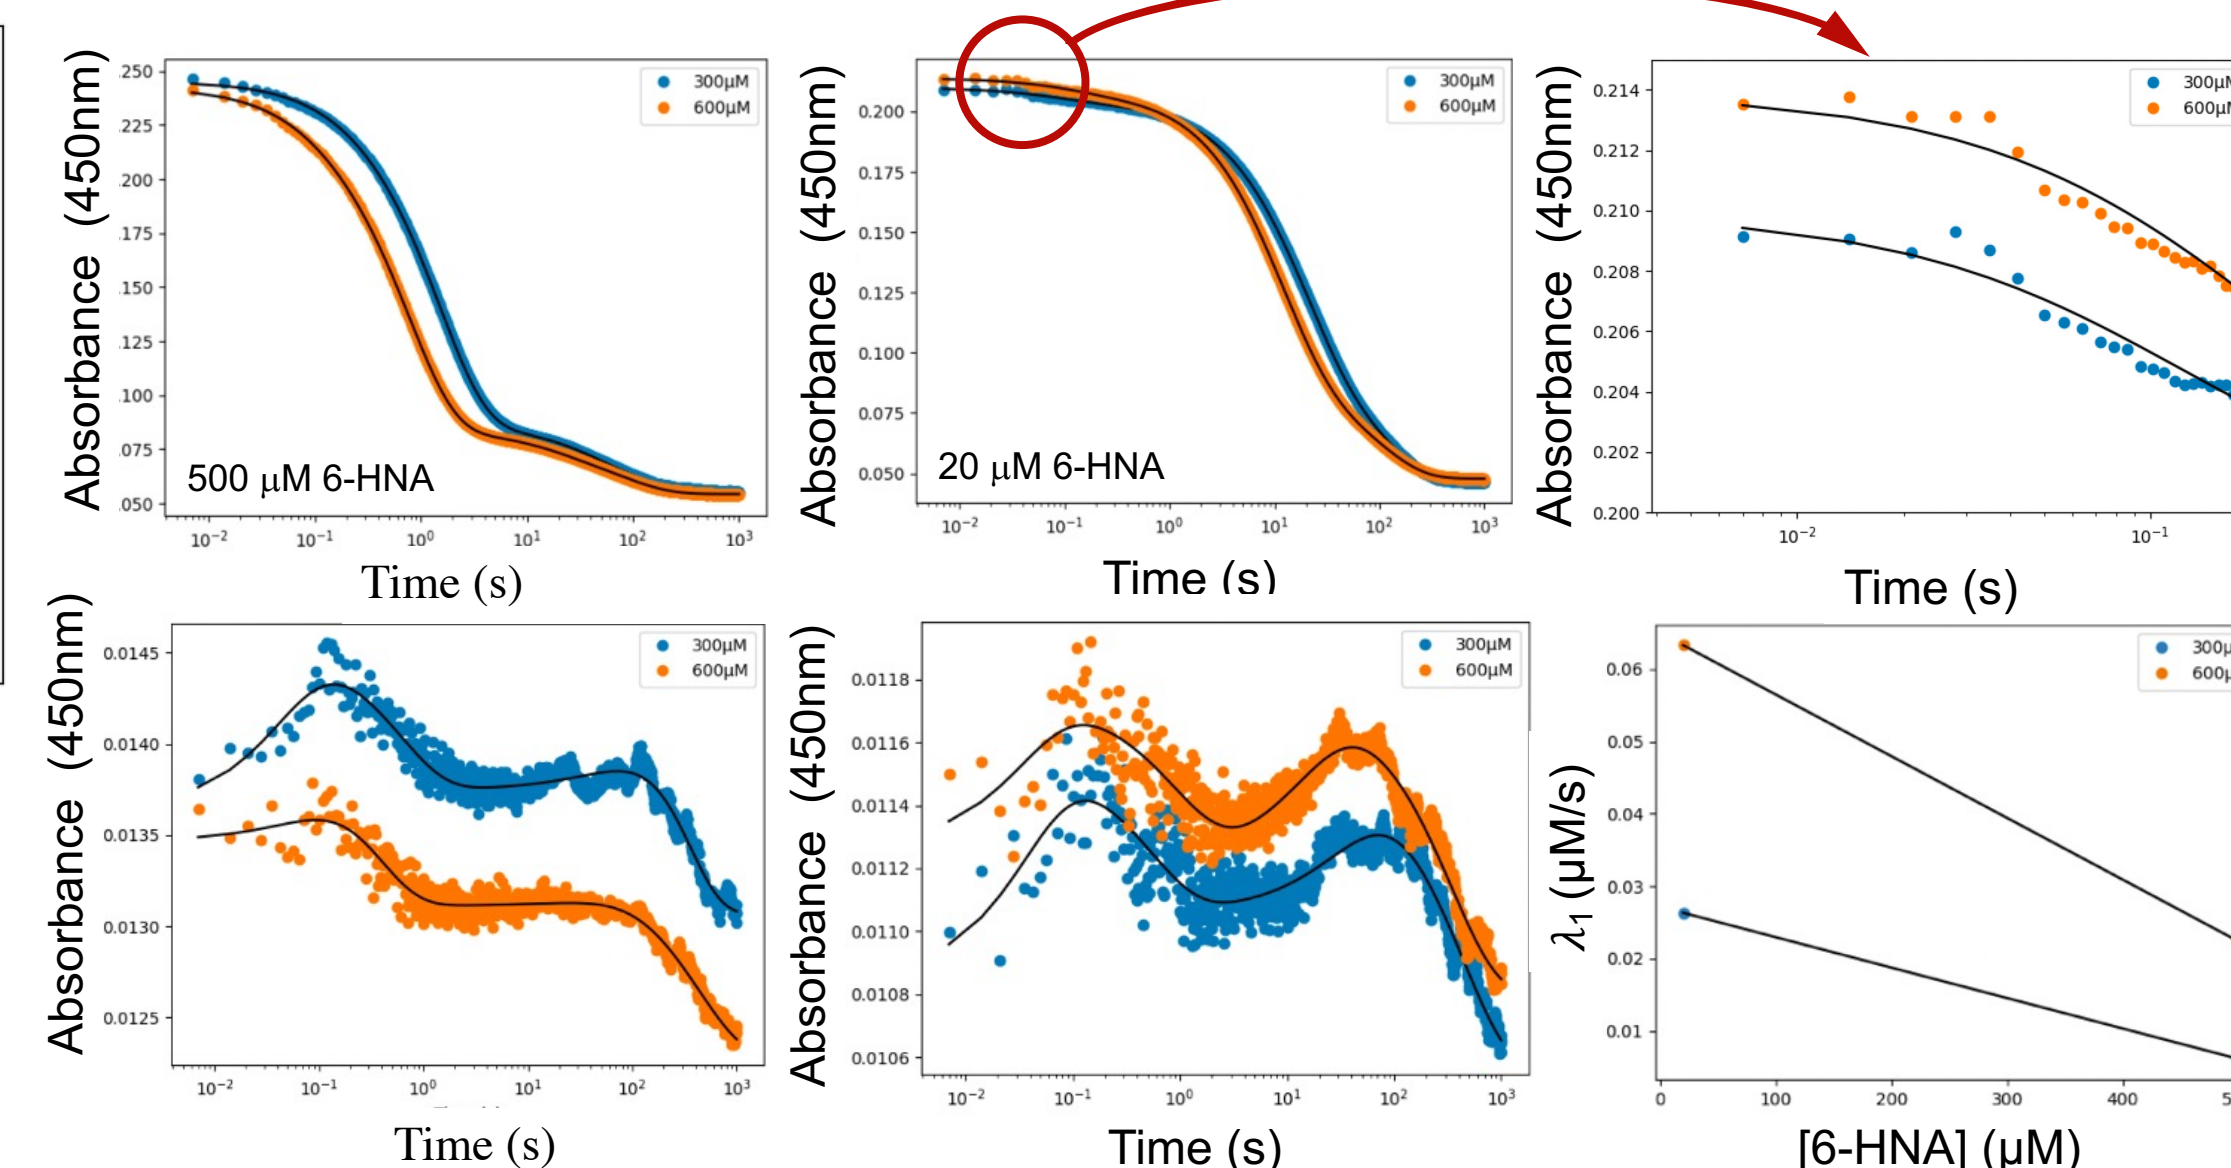 Absorbance (450nm)
.250
.225
.200
.175
.150
.125
.100
.075
.050
300µM
600µM
500 µM 6-HNA
10⁻² 10⁻¹ 10⁰ 10¹ 10² 10³
Time (s)
Absorbance (450nm)
0.200
0.175
0.150
0.125
0.100
0.075
0.050
300µM
600µM
20 µM 6-HNA
10⁻² 10⁻¹ 10⁰ 10¹ 10² 10³
Time (s)
Absorbance (450nm)
0.214
0.212
0.210
0.208
0.206
0.204
0.202
0.200
300µM
600µM
10⁻² 10⁻¹
Time (s)
Absorbance (450nm)
0.0145
0.0140
0.0135
0.0130
0.0125
300µM
600µM
10⁻² 10⁻¹ 10⁰ 10¹ 10² 10³
Time (s)
Absorbance (450nm)
0.0118
0.0116
0.0114
0.0112
0.0110
0.0108
0.0106
300µM
600µM
10⁻² 10⁻¹ 10⁰ 10¹ 10² 10³
Time (s)
λ₁ (µM/s)
0.06
0.05
0.04
0.03
0.02
0.01
300µ
600µ
0 100 200 300 400 5
[6-HNA] (µM)